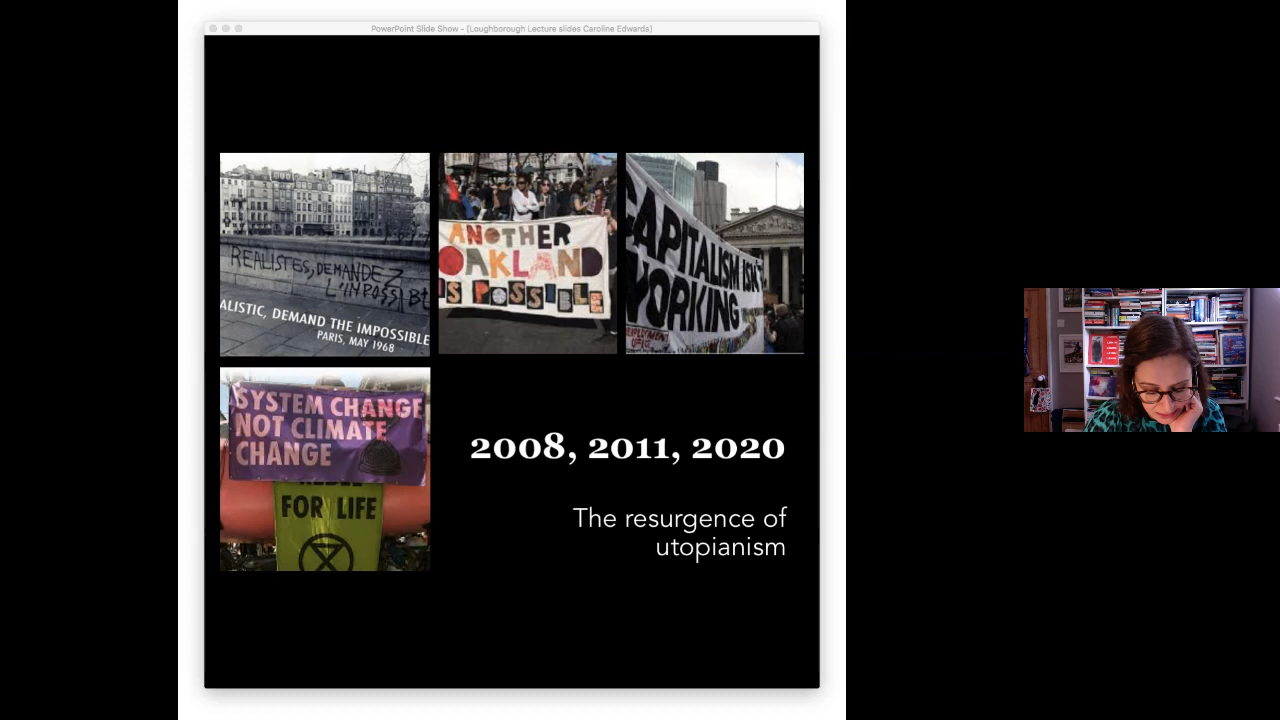 PowerPoint Slide Show - [Loughborough Lecture slides Caroline Edwards]
REALISTES, DEMANDEZ
L'IMPOSSIBL
ALISTIC, DEMAND THE IMPOSSIBLE
PARIS, MAY 1968
ANOTHER
OAKLAND
IS POSSIBLE
CAPITALISM ISN'T
WORKING
SYSTEM CHANGE
NOT CLIMATE
CHANGE
REBEL
FOR LIFE
2008, 2011, 2020
The resurgence of
utopianism